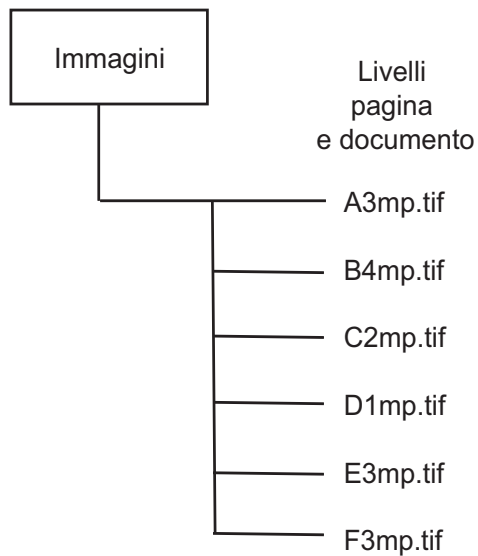 Immagini
Livelli
pagina
e documento
A3mp.tif
B4mp.tif
C2mp.tif
D1mp.tif
E3mp.tif
F3mp.tif